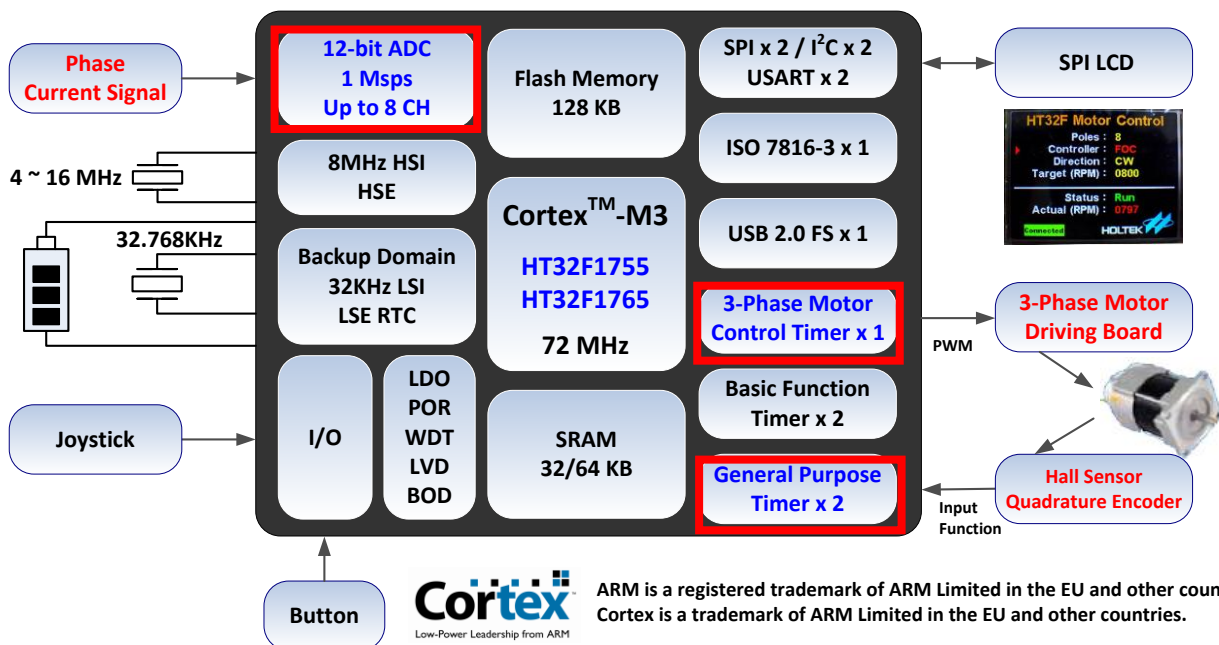 Phase
Current Signal
4 ~ 16 MHz
32.768KHz
Joystick
Button
12-bit ADC
1 Msps
Up to 8 CH
8MHz HSI
HSE
Backup Domain
32KHz LSI
LSE RTC
I/O
LDO
POR
WDT
LVD
BOD
Flash Memory
128 KB
Cortex™-M3
HT32F1755
HT32F1765
72 MHz
SRAM
32/64 KB
SPI x 2 / I²C x 2
USART x 2
ISO 7816-3 x 1
USB 2.0 FS x 1
3-Phase Motor
Control Timer x 1
Basic Function
Timer x 2
General Purpose
Timer x 2
SPI LCD
HT32F Motor Control
Poles : 8
Controller : FOC
Direction : CW
Target (RPM) : 0800
Status : Run
Actual (RPM) : 0797
Connected
HOLTEK
PWM
3-Phase Motor
Driving Board
Hall Sensor
Quadrature Encoder
Input
Function
Cortex
Low-Power Leadership from ARM
ARM is a registered trademark of ARM Limited in the EU and other coun
Cortex is a trademark of ARM Limited in the EU and other countries.